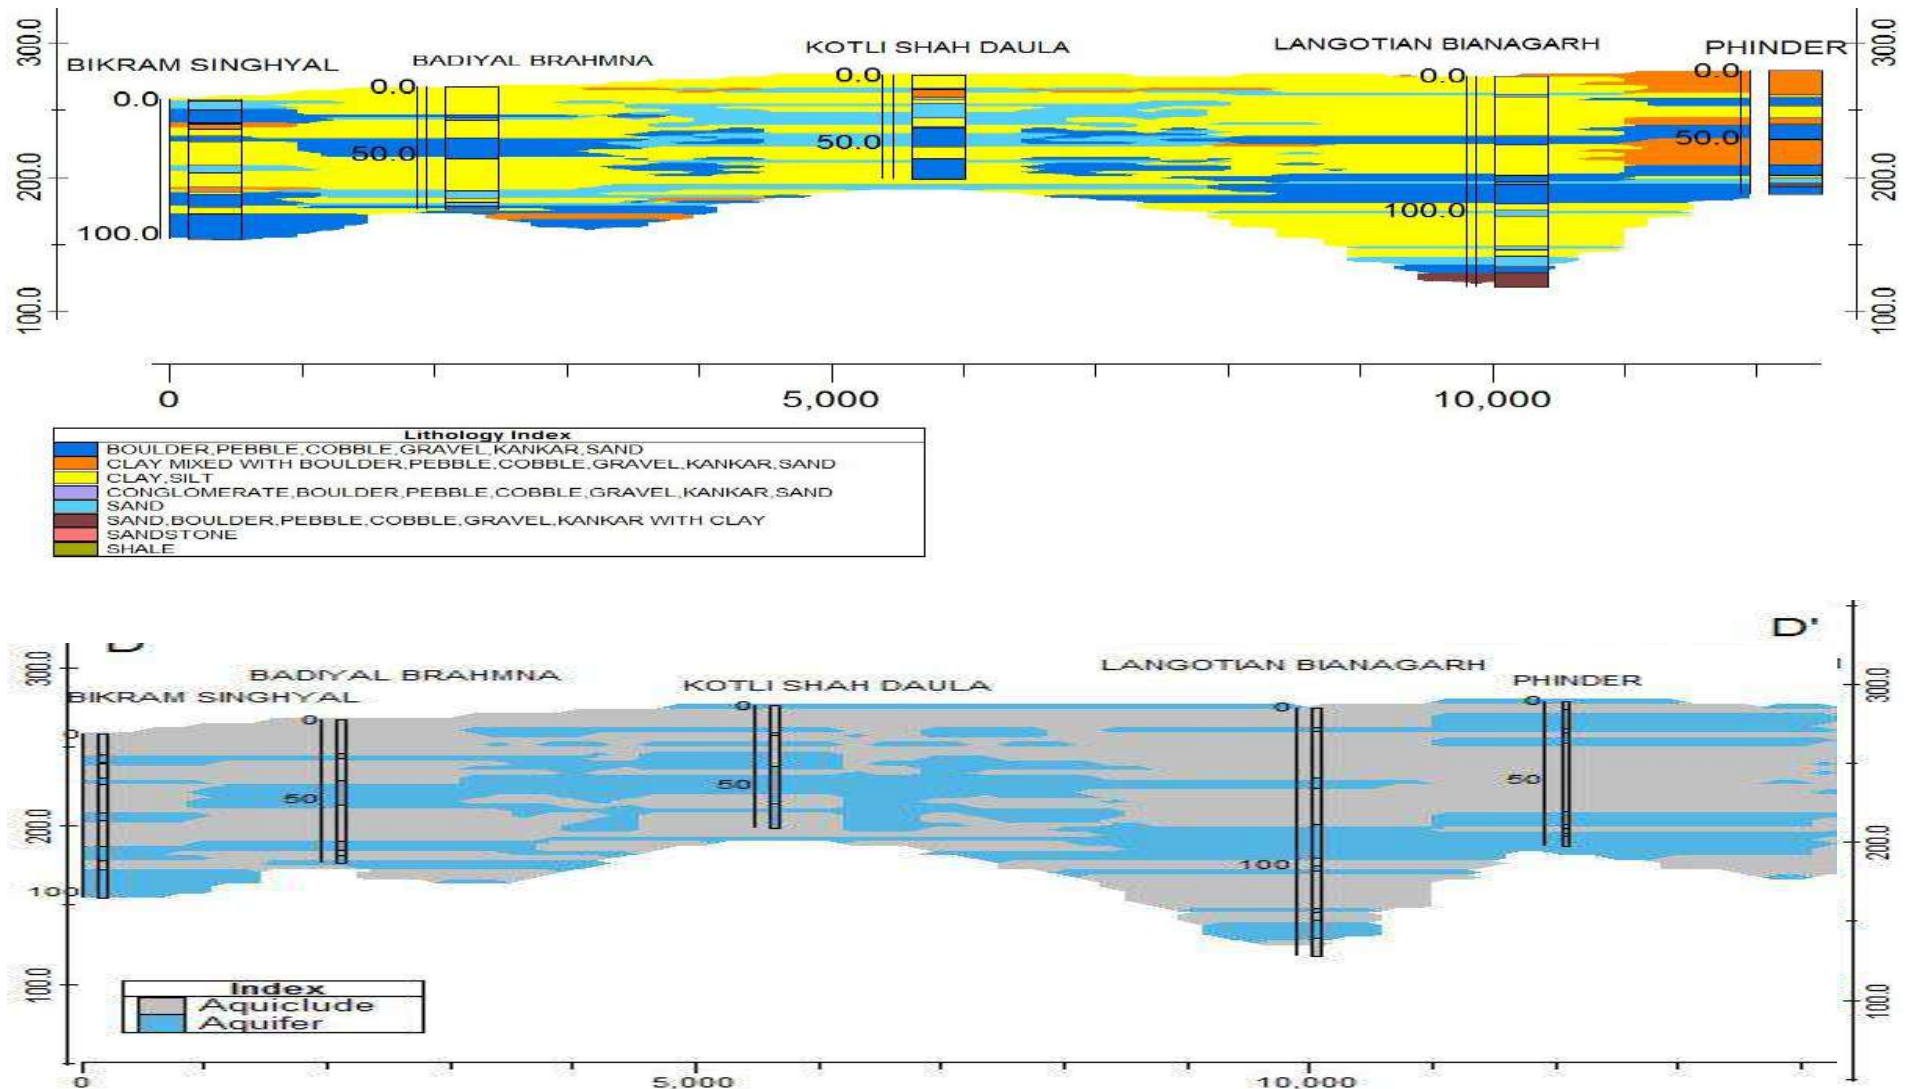 300.0
200.0
100.0
BIKRAM SINGHYAL
BADIYAL BRAHMNA
KOTLI SHAH DAULA
LANGOTIAN BIANAGARH
PHINDER
0.0
100.0
0.0
50.0
0.0
50.0
0.0
100.0
0.0
50.0
300.0
200.0
100.0
0
5,000
10,000
Lithology Index
BOULDER,PEBBLE,COBBLE,GRAVEL,KANKAR,SAND
CLAY MIXED WITH BOULDER,PEBBLE,COBBLE,GRAVEL,KANKAR,SAND
CLAY,SILT
CONGLOMERATE,BOULDER,PEBBLE,COBBLE,GRAVEL,KANKAR,SAND
SAND
SAND,BOULDER,PEBBLE,COBBLE,GRAVEL,KANKAR WITH CLAY
SANDSTONE
SHALE
D'
300.0
200.0
100.0
BIKRAM SINGHYAL
BADIYAL BRAHMNA
KOTLI SHAH DAULA
LANGOTIAN BIANAGARH
PHINDER
0
100
0
50
0
50
0
100
0
50
300.0
200.0
100.0
Index
Aquiclude
Aquifer
0
5,000
10,000